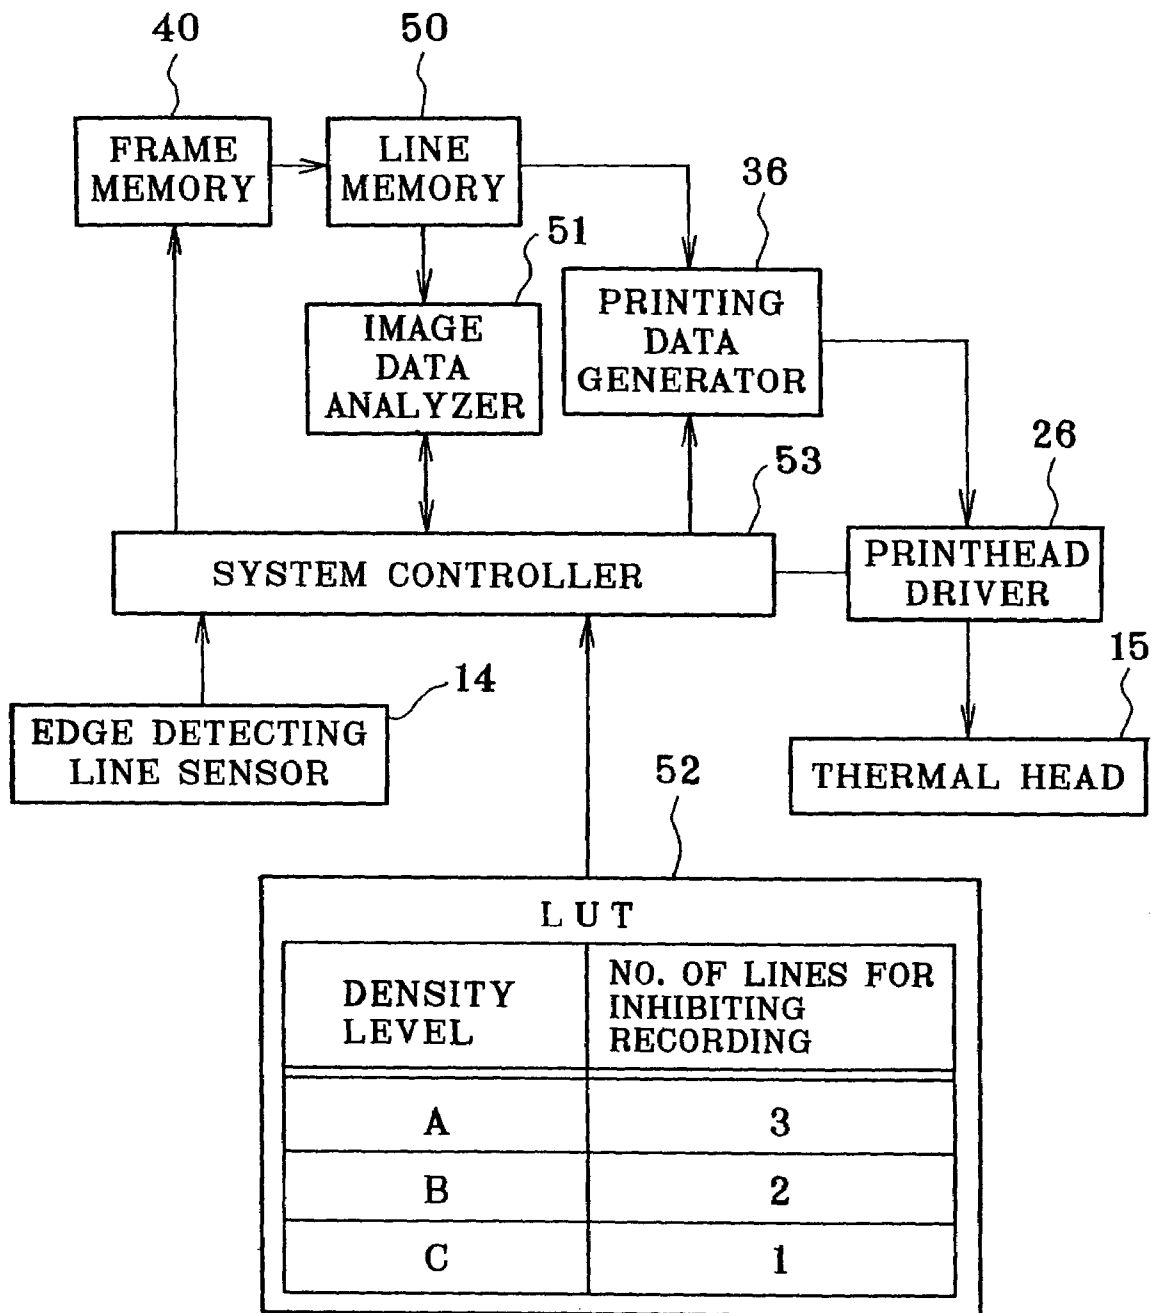 40
50
FRAME
MEMORY
LINE
MEMORY
36
51
PRINTING
DATA
GENERATOR
IMAGE
DATA
ANALYZER
53
26
SYSTEM CONTROLLER
PRINTHEAD
DRIVER
14
15
EDGE DETECTING
LINE SENSOR
THERMAL HEAD
52
LUT
DENSITY
LEVEL
NO. OF LINES FOR
INHIBITING
RECORDING
A 3
B 2
C 1